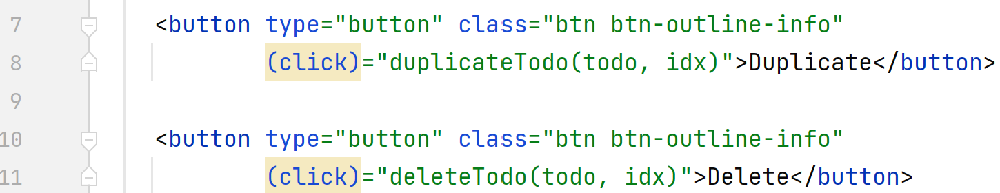 7 <button type="button" class="btn btn-outline-info"
8 (click)="duplicateTodo(todo, idx)">Duplicate</button>
9
10 <button type="button" class="btn btn-outline-info"
11 (click)="deleteTodo(todo, idx)">Delete</button>